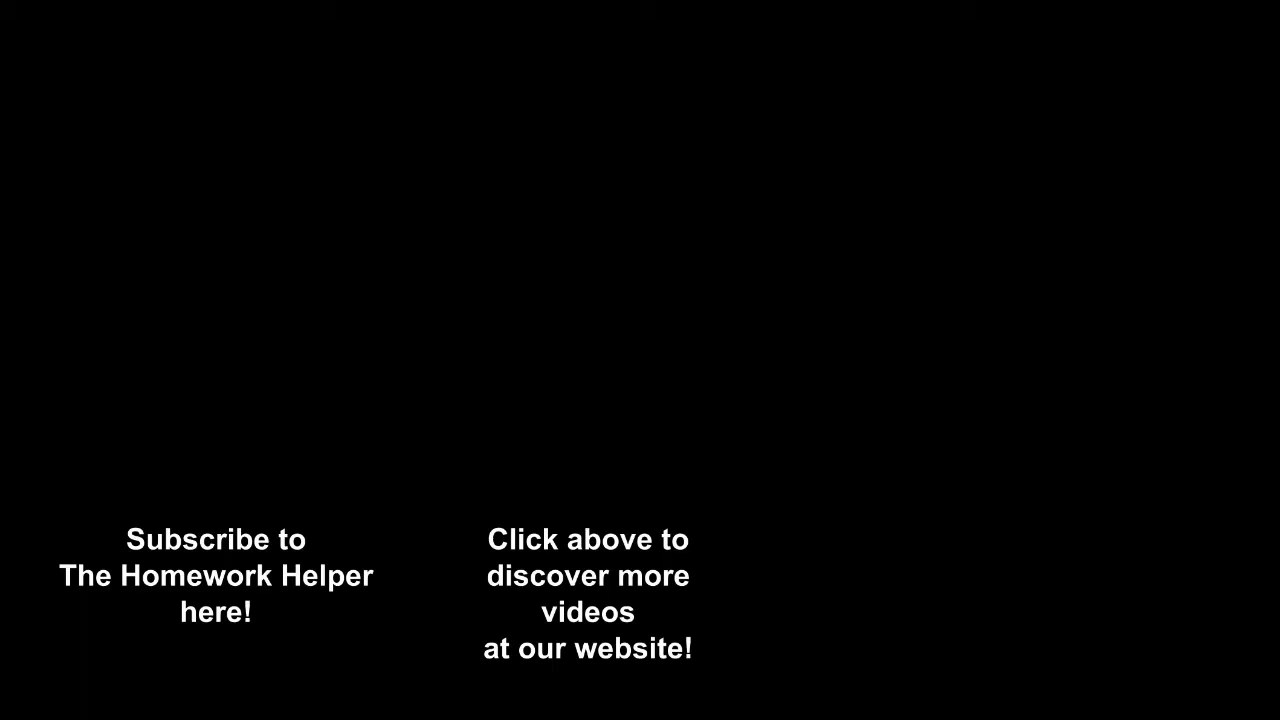 Subscribe to
The Homework Helper
here!
Click above to
discover more
videos
at our website!